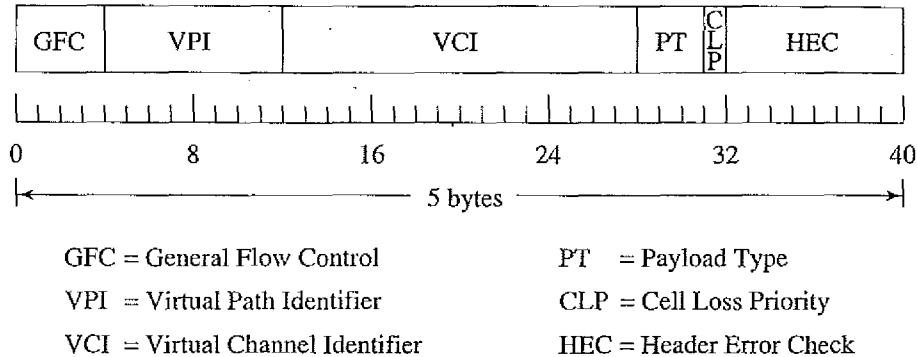 GFC VPI VCI PT CLP HEC
0 8 16 24 32 40
5 bytes
GFC = General Flow Control PT = Payload Type
VPI = Virtual Path Identifier CLP = Cell Loss Priority
VCI = Virtual Channel Identifier HEC = Header Error Check